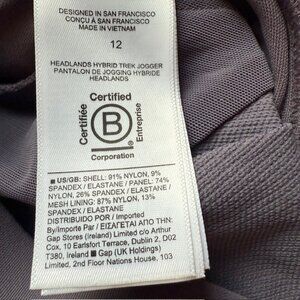 DESIGNED IN SAN FRANCISCO
CONÇU À SAN FRANCISCO
MADE IN VIETNAM
12
HEADLANDS HYBRID TREK JOGGER
PANTALON DE JOGGING HYBRIDE
HEADLANDS
Certified
Certifiée
B
Entreprise
Corporation
■ US/GB: SHELL: 91% NYLON, 9%
SPANDEX / ELASTANE / PANEL: 74%
NYLON, 26% SPANDEX / ELASTANE /
MESH LINING: 87% NYLON, 13%
SPANDEX / ELASTANE
DISTRIBUIDO POR / Imported
By/Importe Par / ΕΙΣΑΓΕΤΑΙ ΑΠΟ ΤΗΝ:
Gap Stores (Ireland) Limited c/o Arthur
Cox, 10 Earlsfort Terrace, Dublin 2, D02
T380, Ireland ■ Gap (UK Holdings)
Limited, 2nd Floor Nations House, 103